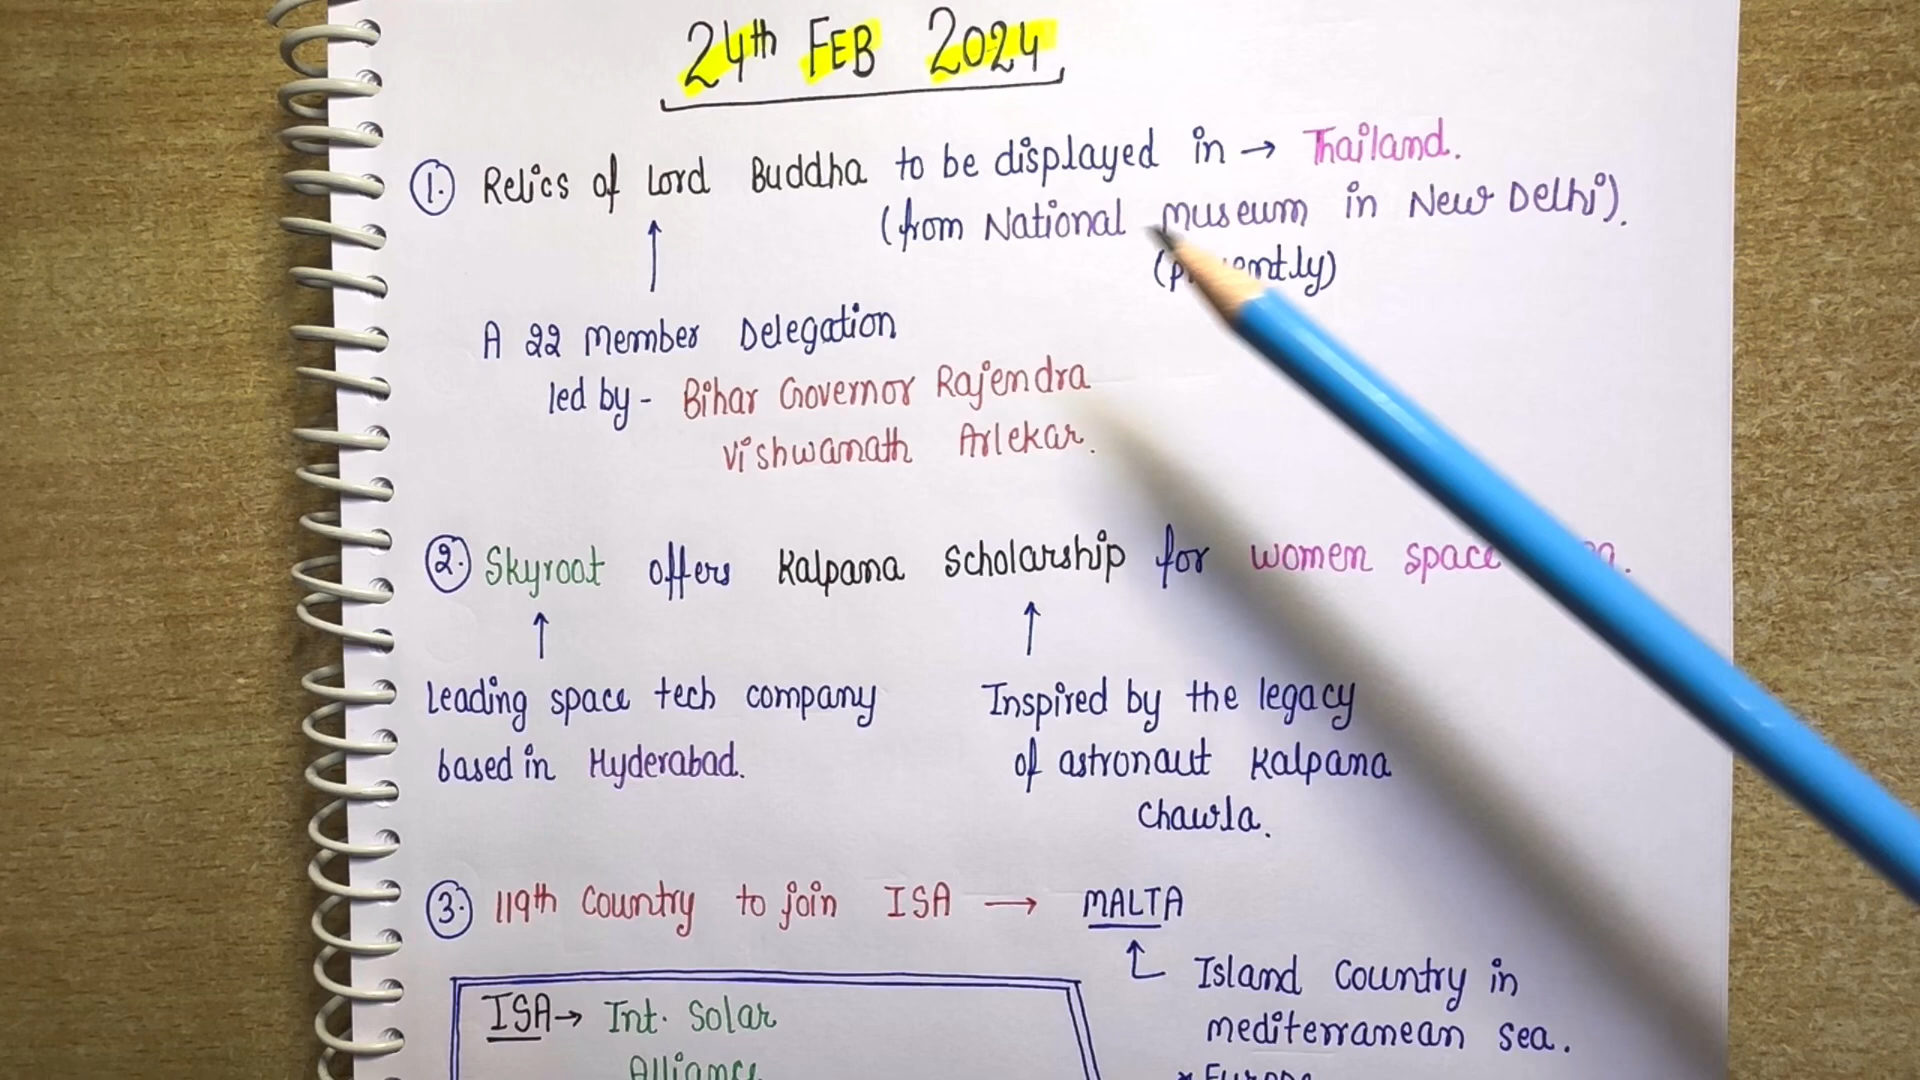 24th FEB 2024
1. Relics of Lord Buddha to be displayed in → Thailand.
(from National museum in New Delhi).
↑
A 22 Member Delegation
led by - Bihar Governor Rajendra
Vishwanath Arlekar.
2. Skyroot offers Kalpana Scholarship for women space
↑ ↑
Leading space tech company
based in Hyderabad.
Inspired by the legacy
of astronaut Kalpana
Chawla.
3. 119th Country to join ISA → MALTA
Island Country in
mediterranean sea.
* Europe
ISA → Int. Solar
Alliance